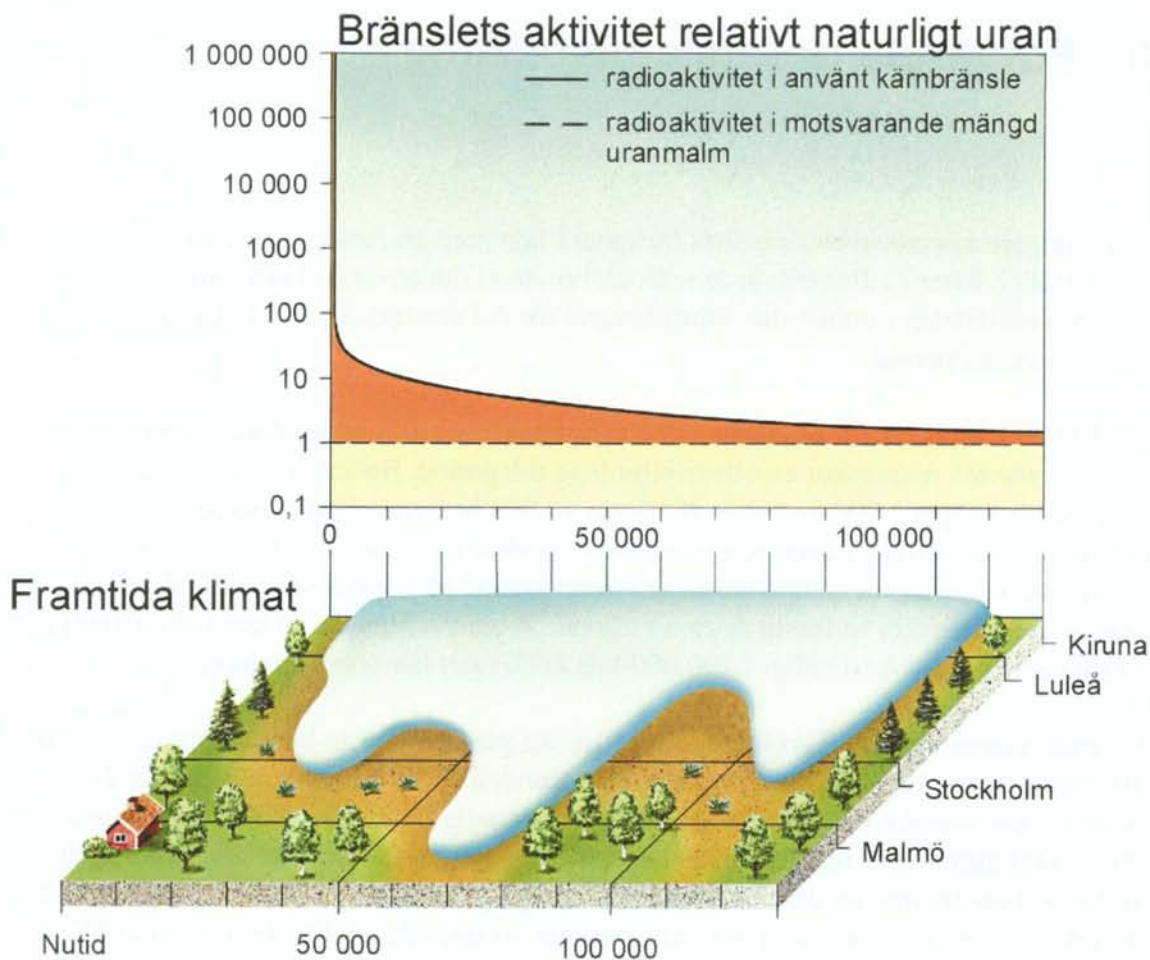 Bränslets aktivitet relativt naturligt uran
1 000 000
100 000
10 000
1000
100
10
1
0,1
radioaktivitet i använt kärnbränsle
radioaktivitet i motsvarande mängd
uranmalm
0
50 000
100 000
Framtida klimat
Kiruna
Luleå
Stockholm
Malmö
Nutid
50 000
100 000